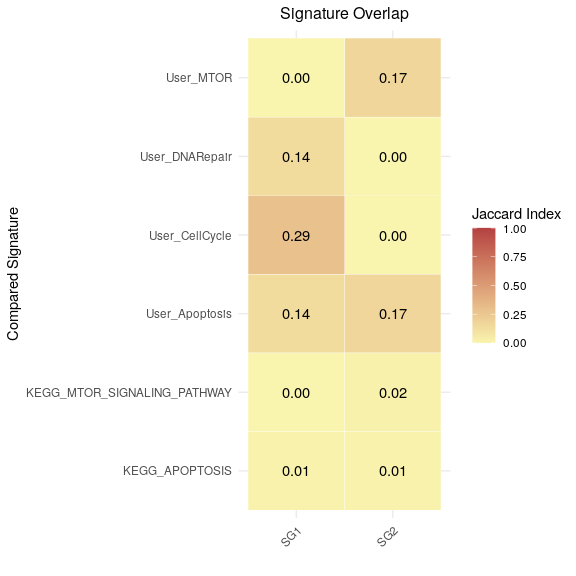 Signature Overlap
Compared Signature
User_MTOR 0.00 0.17
User_DNARepair 0.14 0.00
User_CellCycle 0.29 0.00
User_Apoptosis 0.14 0.17
KEGG_MTOR_SIGNALING_PATHWAY 0.00 0.02
KEGG_APOPTOSIS 0.01 0.01
SG1 SG2
Jaccard Index
1.00
0.75
0.50
0.25
0.00